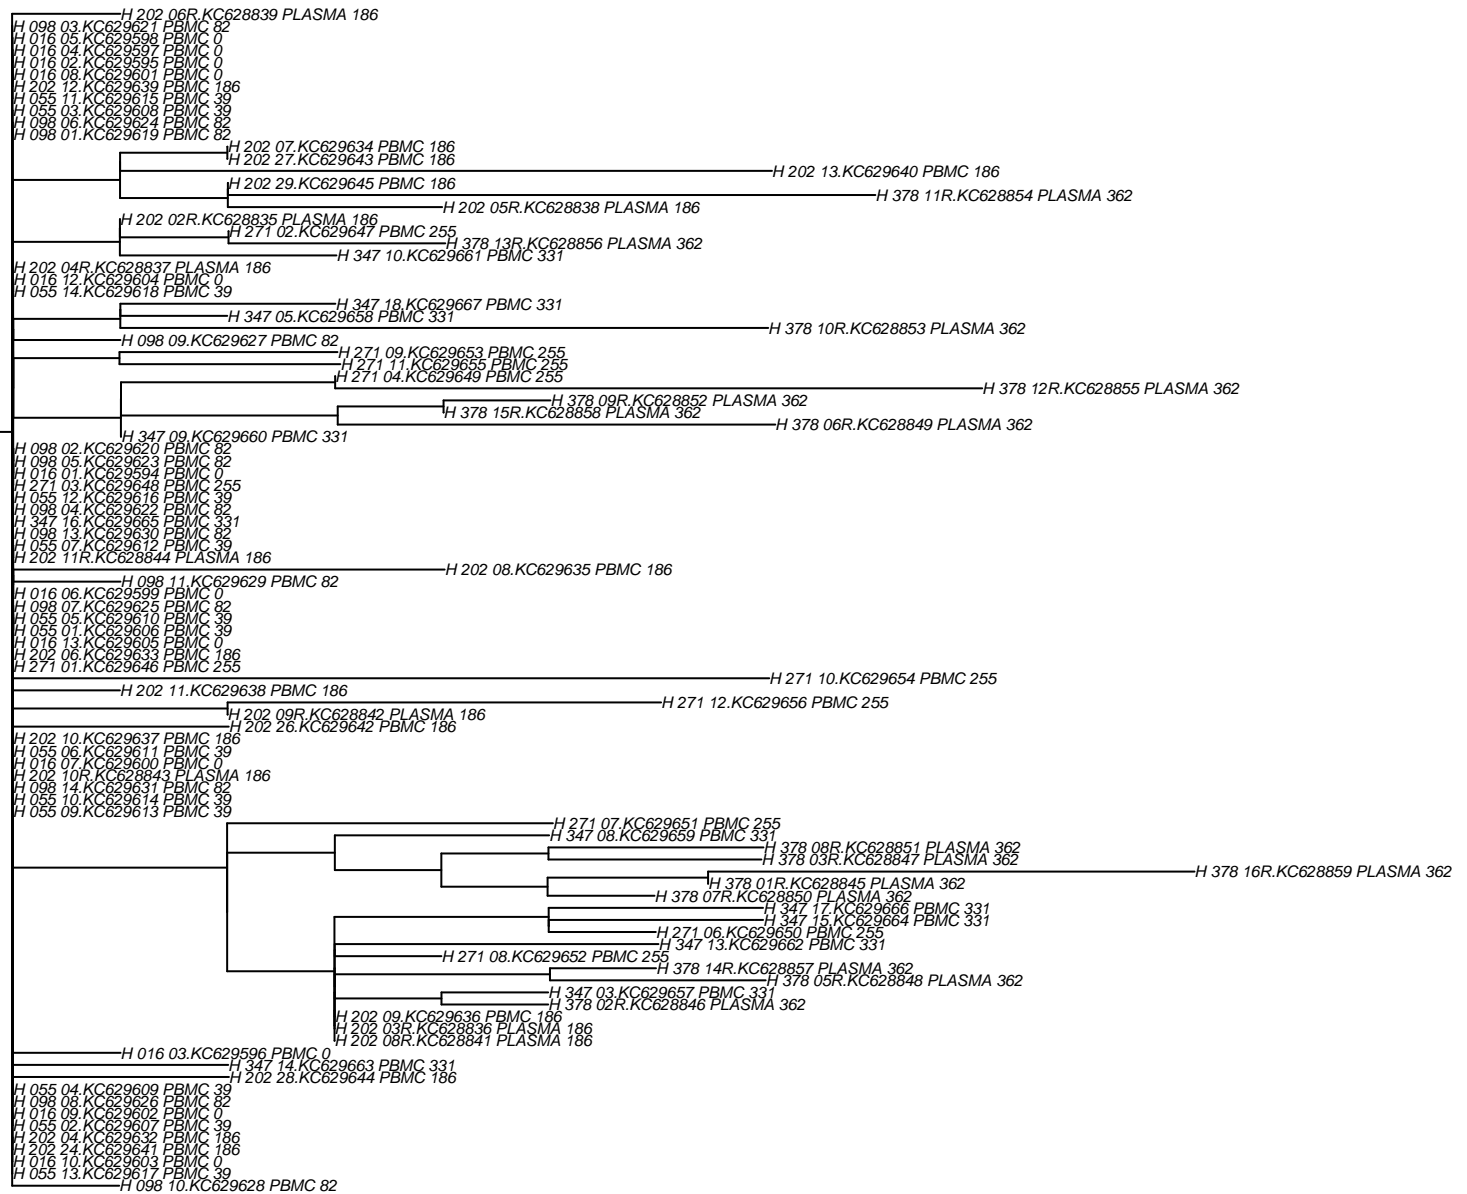 H 202 06R.KC628839 PLASMA 186
H 098 03.KC629621 PBMC 82
H 016 05.KC629598 PBMC 0
H 016 04.KC629597 PBMC 0
H 016 02.KC629595 PBMC 0
H 016 08.KC629601 PBMC 0
H 202 12.KC629639 PBMC 186
H 055 11.KC629615 PBMC 39
H 055 03.KC629608 PBMC 39
H 098 06.KC629624 PBMC 82
H 098 01.KC629619 PBMC 82
H 202 07.KC629634 PBMC 186
H 202 27.KC629643 PBMC 186
H 202 13.KC629640 PBMC 186
H 202 29.KC629645 PBMC 186
H 378 11R.KC628854 PLASMA 362
H 202 05R.KC628838 PLASMA 186
H 202 02R.KC628835 PLASMA 186
H 271 02.KC629647 PBMC 255
H 378 13R.KC628856 PLASMA 362
H 347 10.KC629661 PBMC 331
H 202 04R.KC628837 PLASMA 186
H 016 12.KC629604 PBMC 0
H 055 14.KC629618 PBMC 39
H 347 18.KC629667 PBMC 331
H 347 05.KC629658 PBMC 331
H 378 10R.KC628853 PLASMA 362
H 098 09.KC629627 PBMC 82
H 271 09.KC629653 PBMC 255
H 271 11.KC629655 PBMC 255
H 271 04.KC629649 PBMC 255
H 378 12R.KC628855 PLASMA 362
H 378 09R.KC628852 PLASMA 362
H 378 15R.KC628858 PLASMA 362
H 378 06R.KC628849 PLASMA 362
H 347 09.KC629660 PBMC 331
H 098 02.KC629620 PBMC 82
H 098 05.KC629623 PBMC 82
H 016 01.KC629594 PBMC 0
H 271 03.KC629648 PBMC 255
H 055 12.KC629616 PBMC 39
H 098 04.KC629622 PBMC 82
H 347 16.KC629665 PBMC 331
H 098 13.KC629630 PBMC 82
H 055 07.KC629612 PBMC 39
H 202 11R.KC628844 PLASMA 186
H 202 08.KC629635 PBMC 186
H 098 11.KC629629 PBMC 82
H 016 06.KC629599 PBMC 0
H 098 07.KC629625 PBMC 82
H 055 05.KC629610 PBMC 39
H 055 01.KC629606 PBMC 39
H 016 13.KC629605 PBMC 0
H 202 06.KC629633 PBMC 186
H 271 01.KC629646 PBMC 255
H 271 10.KC629654 PBMC 255
H 202 11.KC629638 PBMC 186
H 271 12.KC629656 PBMC 255
H 202 09R.KC628842 PLASMA 186
H 202 26.KC629642 PBMC 186
H 202 10.KC629637 PBMC 186
H 055 06.KC629611 PBMC 39
H 016 07.KC629600 PBMC 0
H 202 10R.KC628843 PLASMA 186
H 098 14.KC629631 PBMC 82
H 055 10.KC629614 PBMC 39
H 055 09.KC629613 PBMC 39
H 271 07.KC629651 PBMC 255
H 347 08.KC629659 PBMC 331
H 378 08R.KC628851 PLASMA 362
H 378 03R.KC628847 PLASMA 362
H 378 16R.KC628859 PLASMA 362
H 378 01R.KC628845 PLASMA 362
H 378 07R.KC628850 PLASMA 362
H 347 17.KC629666 PBMC 331
H 347 15.KC629664 PBMC 331
H 271 06.KC629650 PBMC 255
H 347 13.KC629662 PBMC 331
H 271 08.KC629652 PBMC 255
H 378 14R.KC628857 PLASMA 362
H 378 05R.KC628848 PLASMA 362
H 347 03.KC629657 PBMC 331
H 378 02R.KC628846 PLASMA 362
H 202 09.KC629636 PBMC 186
H 202 03R.KC628836 PLASMA 186
H 202 08R.KC628841 PLASMA 186
H 016 03.KC629596 PBMC 0
H 347 14.KC629663 PBMC 331
H 202 28.KC629644 PBMC 186
H 055 04.KC629609 PBMC 39
H 098 08.KC629626 PBMC 82
H 016 09.KC629602 PBMC 0
H 055 02.KC629607 PBMC 39
H 202 04.KC629632 PBMC 186
H 202 24.KC629641 PBMC 186
H 016 10.KC629603 PBMC 0
H 055 13.KC629617 PBMC 39
H 098 10.KC629628 PBMC 82